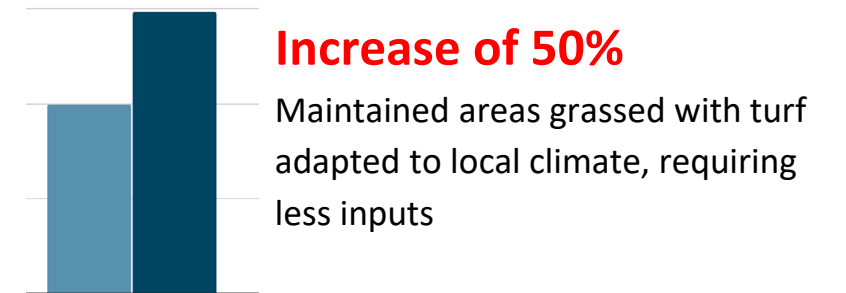 Increase of 50%
Maintained areas grassed with turf
adapted to local climate, requiring
less inputs